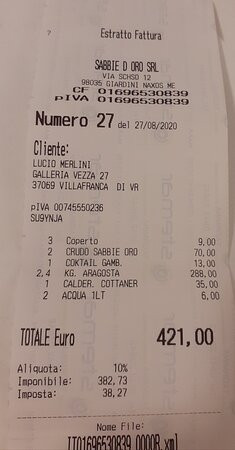 Estratto Fattura
SABBIE D ORO SRL
VIA SCHSO 12
98035 GIARDINI NAXOS ME
CF 01696530839
pIVA 01696530839
Numero 27 del 27/08/2020
Cliente:
LUCIO MERLINI
GALLERIA VEZZA 27
37069 VILLAFRANCA DI VR
pIVA 00745550236
SU9YNJA
3 Coperto 9,00
2 CRUDO SABBIE ORO 70,00
1 COKTAIL GAMB. 13,00
2,4 KG. ARAGOSTA 288,00
1 CALDER. COTTANER 35,00
2 ACQUA 1LT 6,00
TOTALE Euro 421,00
Aliquota: 10%
Imponibile: 382,73
Imposta: 38,27
Nome File:
IT01696530839_0000R.xml